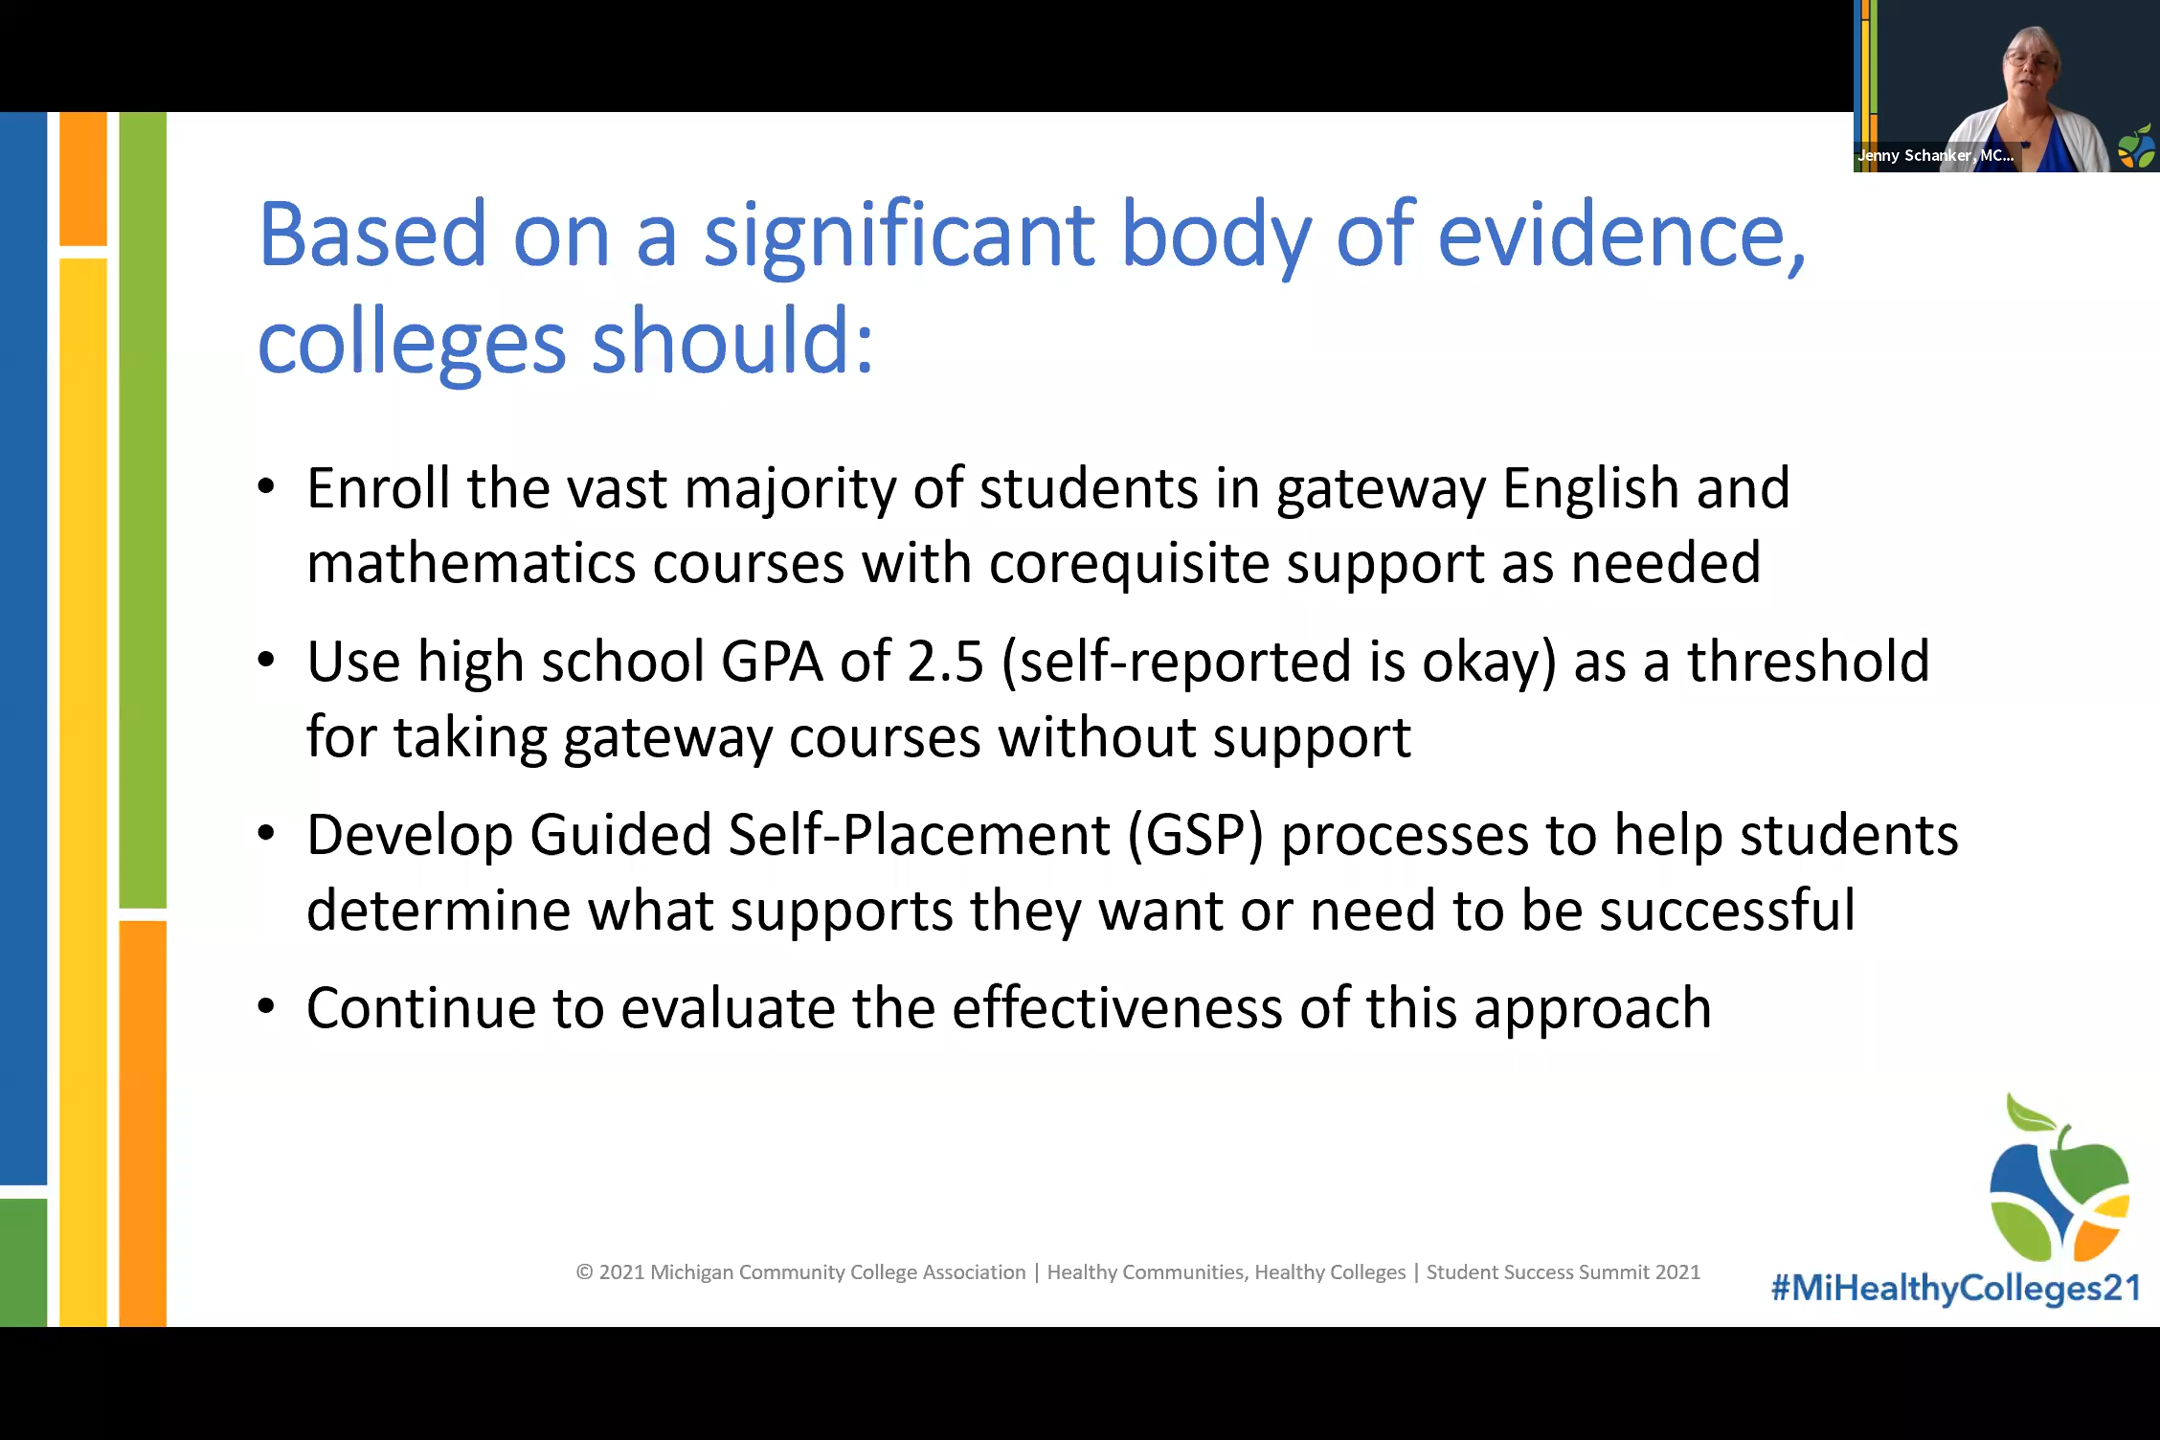 Jenny Schanker, MC...
Based on a significant body of evidence,
colleges should:
• Enroll the vast majority of students in gateway English and
mathematics courses with corequisite support as needed
• Use high school GPA of 2.5 (self-reported is okay) as a threshold
for taking gateway courses without support
• Develop Guided Self-Placement (GSP) processes to help students
determine what supports they want or need to be successful
• Continue to evaluate the effectiveness of this approach
© 2021 Michigan Community College Association | Healthy Communities, Healthy Colleges | Student Success Summit 2021
#MiHealthyColleges21